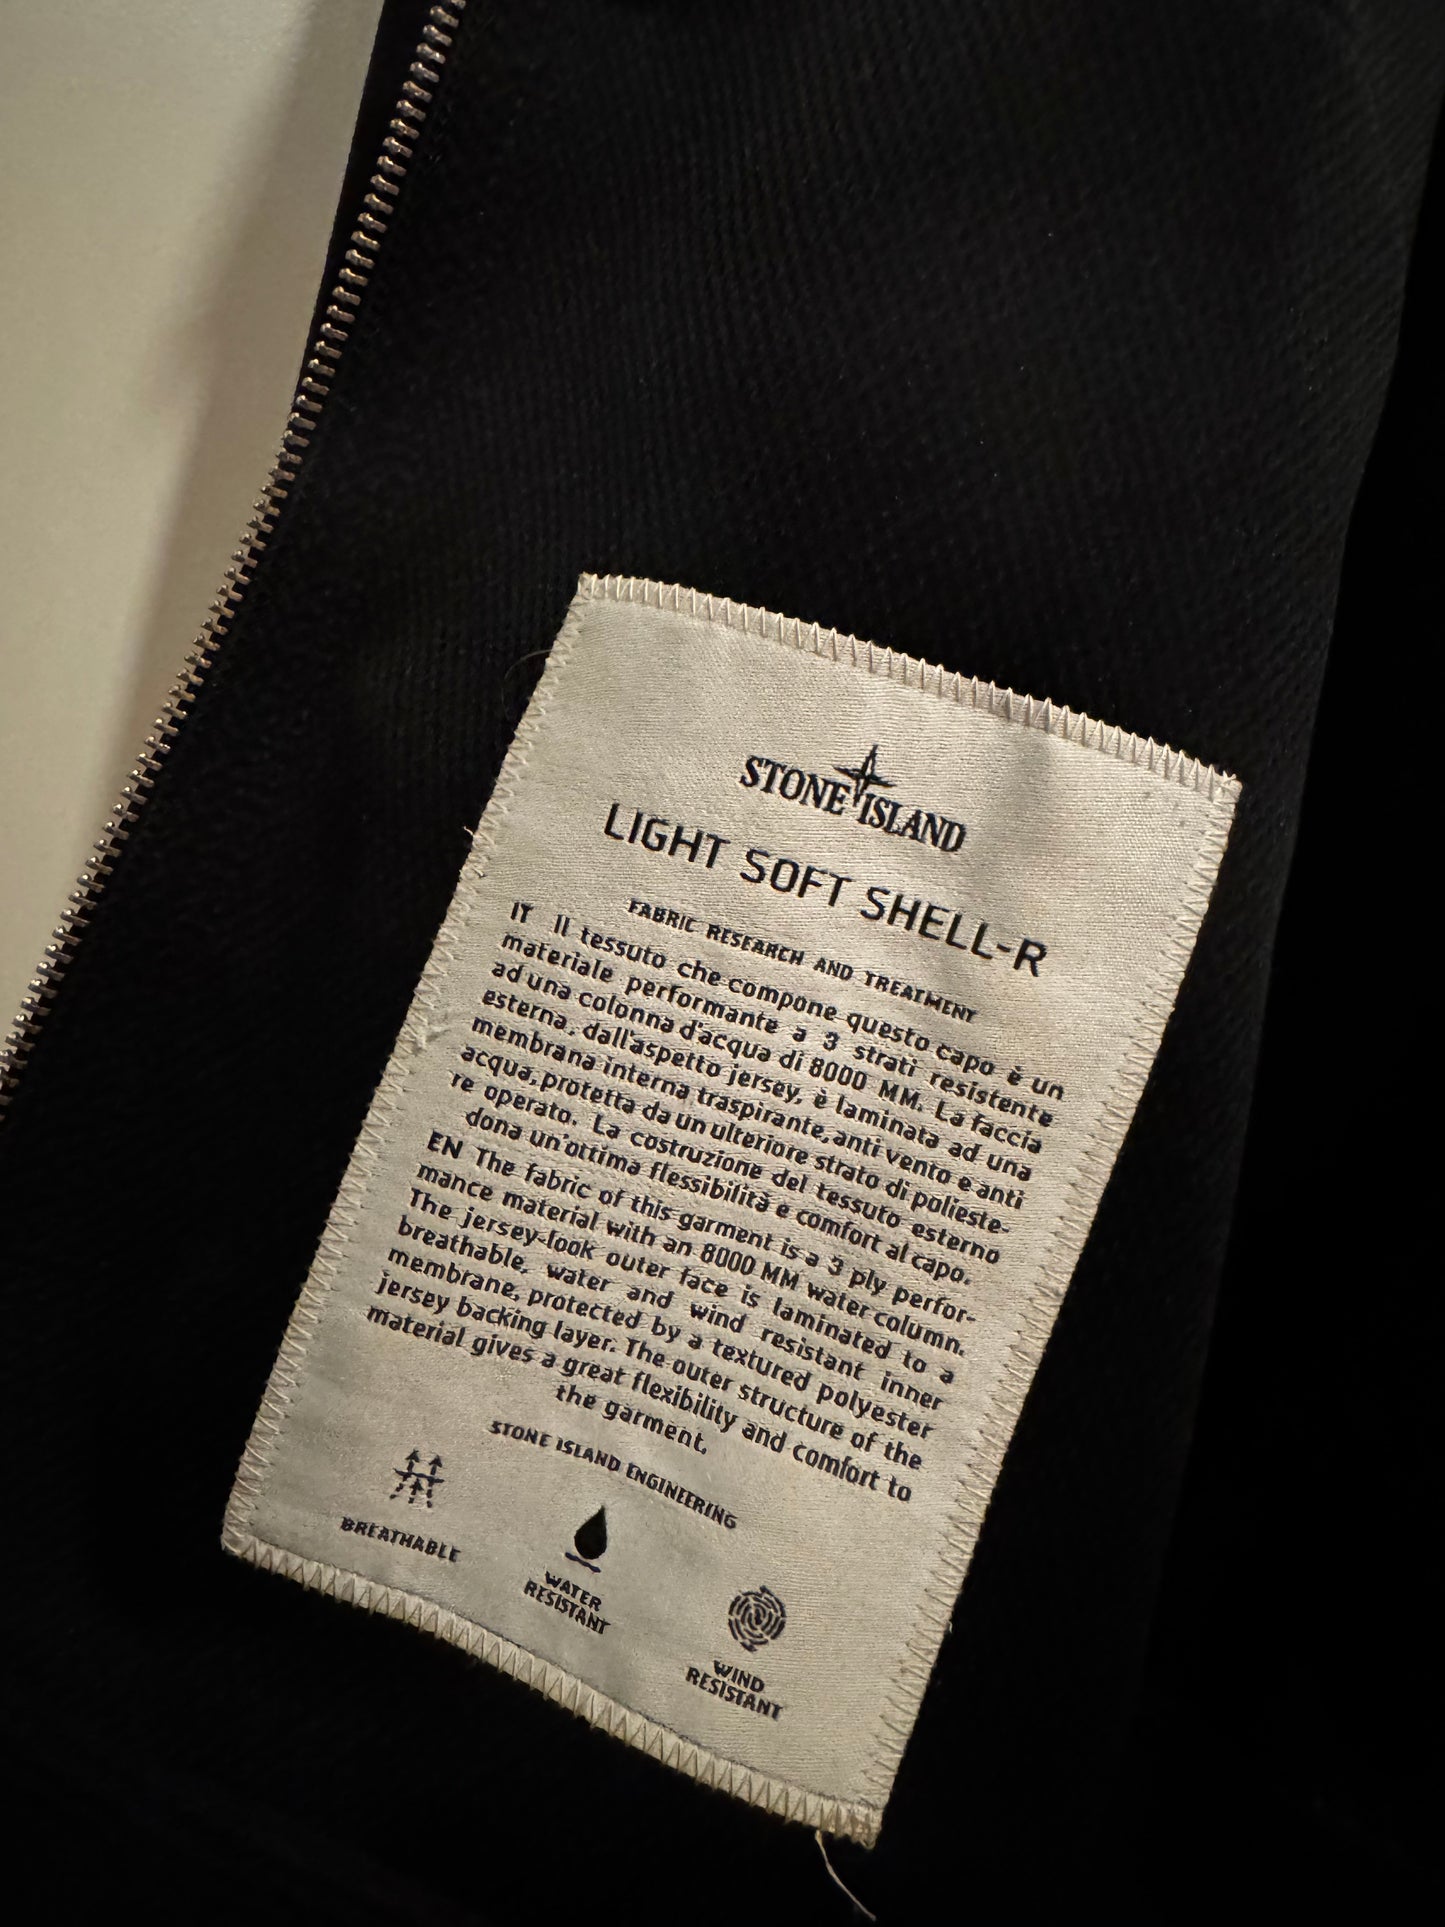 STONE ISLAND
LIGHT SOFT SHELL-R
FABRIC RESEARCH AND TREATMENT
IT Il tessuto che compone questo capo è un
materiale performante a 3 strati resistente
ad una colonna d'acqua di 8000 MM. La faccia
esterna, dall'aspetto jersey, è laminata ad una
membrana interna traspirante, anti vento e anti
acqua, protetta da un ulteriore strato di polieste-
re operato. La costruzione del tessuto esterno
dona un'ottima flessibilità e comfort al capo.
EN The fabric of this garment is a 3 ply perfor-
mance material with an 8000 MM water column.
The jersey-look outer face is laminated to a
breathable, water and wind resistant inner
membrane, protected by a textured polyester
jersey backing layer. The outer structure of the
material gives a great flexibility and comfort to
the garment.
STONE ISLAND ENGINEERING
BREATHABLE
WATER
RESISTANT
WIND
RESISTANT